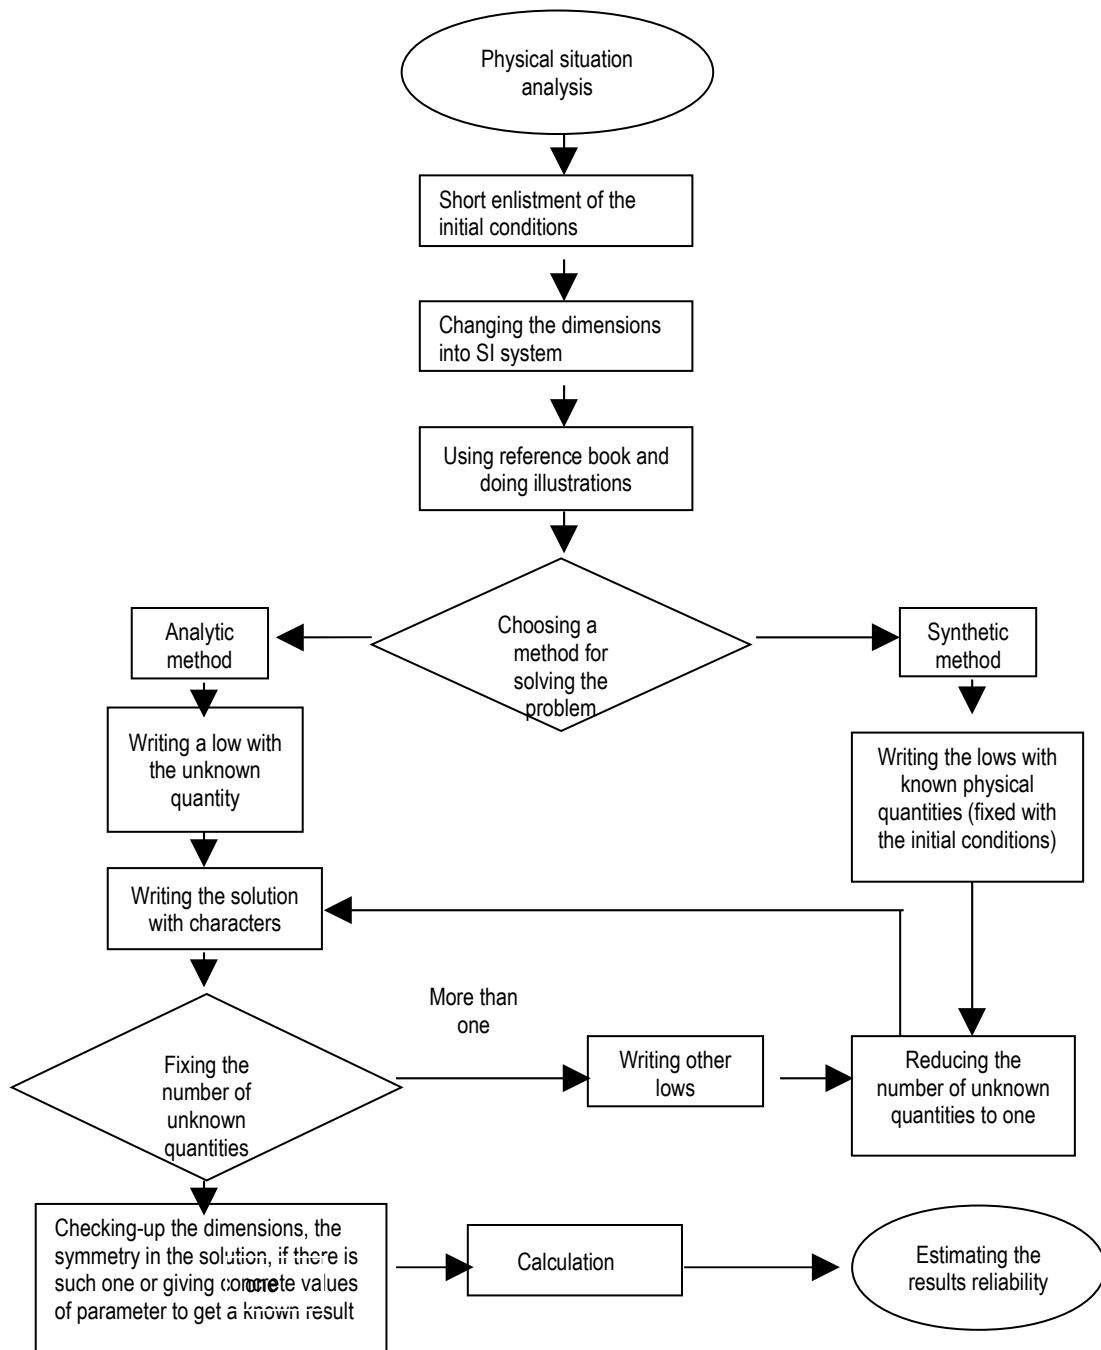 Physical situation
analysis
Short enlistment of the
initial conditions
Changing the dimensions
into SI system
Using reference book and
doing illustrations
Choosing a
method for
solving the
problem
Analytic
method
Synthetic
method
Writing a low with
the unknown
quantity
Writing the lows with
known physical
quantities (fixed with
the initial conditions)
Writing the solution
with characters
More than
one
Fixing the
number of
unknown
quantities
Writing other
lows
Reducing the
number of unknown
quantities to one
Checking-up the dimensions, the
symmetry in the solution, if there is
such one or giving concrete values
of parameter to get a known result
one
Calculation
Estimating the
results reliability